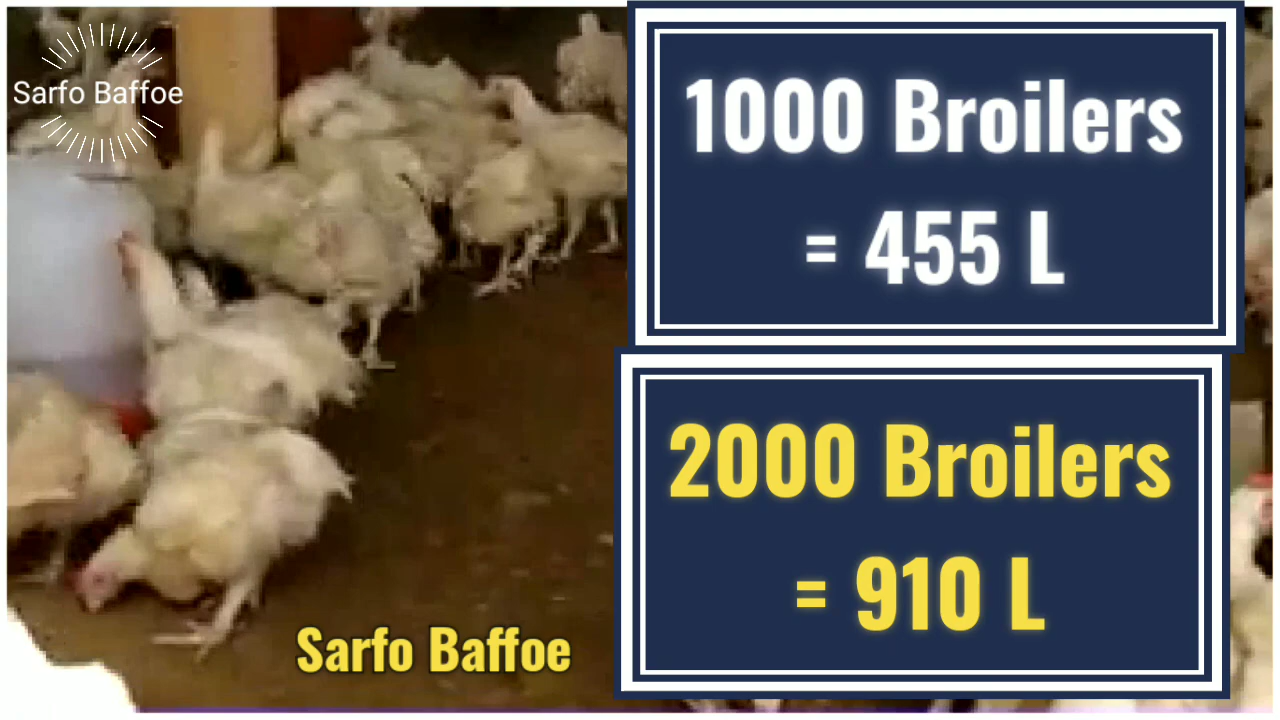 Sarfo Baffoe
1000 Broilers
= 455 L
2000 Broilers
= 910 L
Sarfo Baffoe